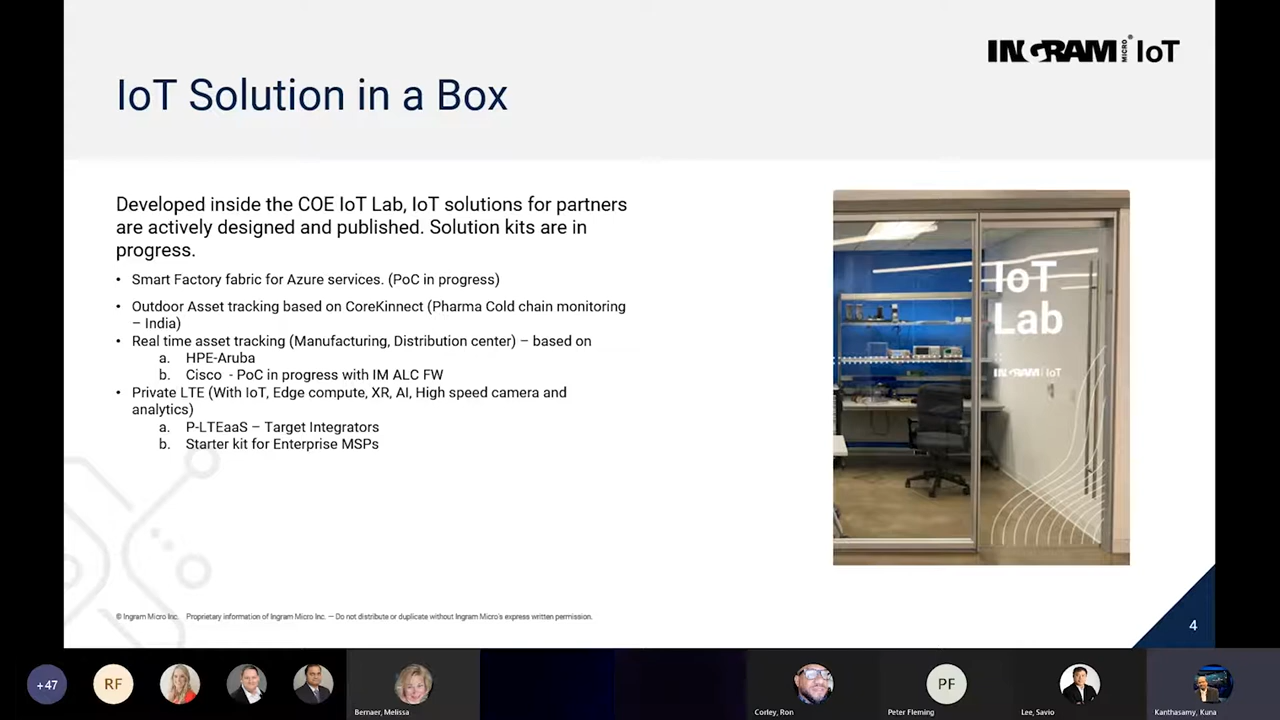 INGRAM MICRO® IoT
IoT Solution in a Box
Developed inside the COE IoT Lab, IoT solutions for partners
are actively designed and published. Solution kits are in
progress.
• Smart Factory fabric for Azure services. (PoC in progress)
• Outdoor Asset tracking based on CoreKinnect (Pharma Cold chain monitoring
– India)
• Real time asset tracking (Manufacturing, Distribution center) – based on
a. HPE-Aruba
b. Cisco - PoC in progress with IM ALC FW
• Private LTE (With IoT, Edge compute, XR, AI, High speed camera and
analytics)
a. P-LTEaaS – Target Integrators
b. Starter kit for Enterprise MSPs
IoT
Lab
INGRAM MICRO IoT
© Ingram Micro Inc. Proprietary information of Ingram Micro Inc. — Do not distribute or duplicate without Ingram Micro's express written permission.
4
+47
RF
PF
Bernaer, Melissa
Corley, Ron
Peter Fleming
Lee, Savio
Kanthasamy, Kuna